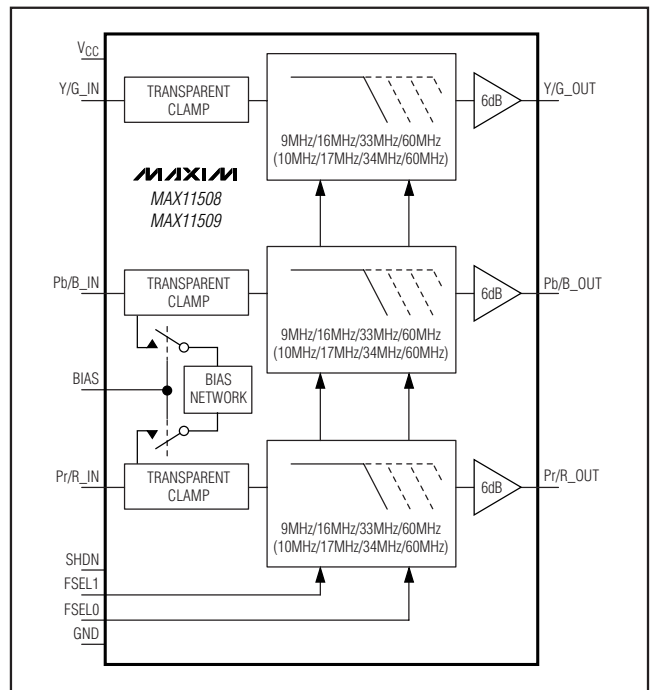 VCC
Y/G_IN
TRANSPARENT
CLAMP
9MHz/16MHz/33MHz/60MHz
(10MHz/17MHz/34MHz/60MHz)
6dB
Y/G_OUT
MAXIM
MAX11508
MAX11509
Pb/B_IN
TRANSPARENT
CLAMP
9MHz/16MHz/33MHz/60MHz
(10MHz/17MHz/34MHz/60MHz)
6dB
Pb/B_OUT
BIAS
BIAS
NETWORK
Pr/R_IN
TRANSPARENT
CLAMP
9MHz/16MHz/33MHz/60MHz
(10MHz/17MHz/34MHz/60MHz)
6dB
Pr/R_OUT
SHDN
FSEL1
FSEL0
GND